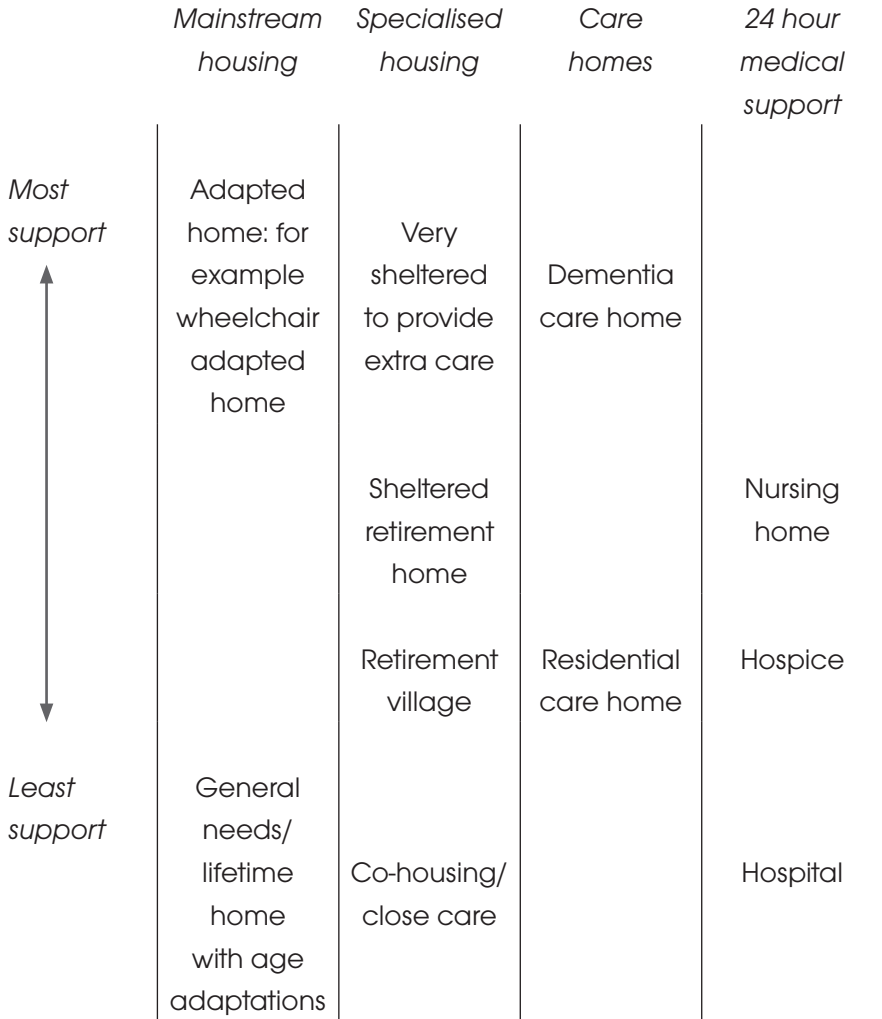 Mainstream housing
Specialised housing
Care homes
24 hour medical support
Most support
Adapted
home: for
example
wheelchair
adapted
home
Very
sheltered
to provide
extra care
Dementia
care home
Sheltered
retirement
home
Nursing
home
Retirement
village
Residential
care home
Hospice
Least
support
General
needs/
lifetime
home
with age
adaptations
Co-housing/
close care
Hospital